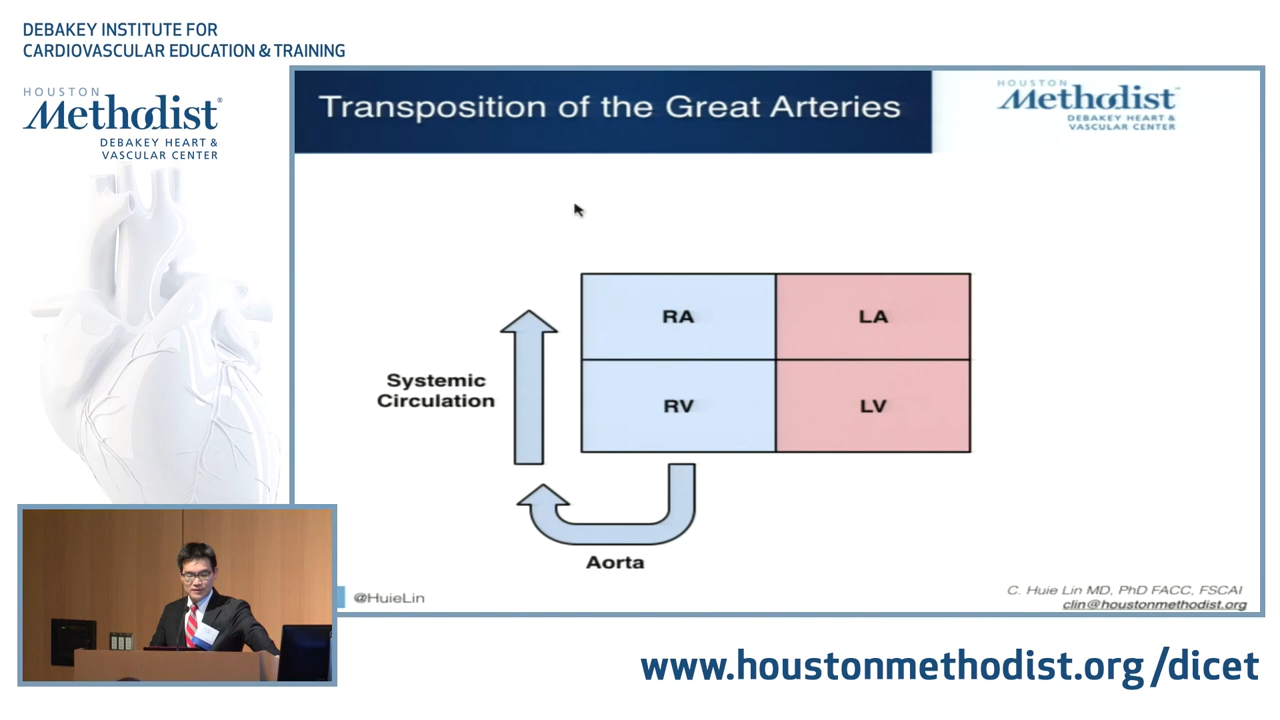 DEBAKEY INSTITUTE FOR
CARDIOVASCULAR EDUCATION & TRAINING
HOUSTON
Methodist®
DEBAKEY HEART &
VASCULAR CENTER
Transposition of the Great Arteries
HOUSTON
Methodist™
DEBAKEY HEART &
VASCULAR CENTER
RA
LA
Systemic
Circulation
RV
LV
Aorta
@HuieLin
C. Huie Lin MD, PhD FACC, FSCAI
clin@houstonmethodist.org
www.houstonmethodist.org/dicet